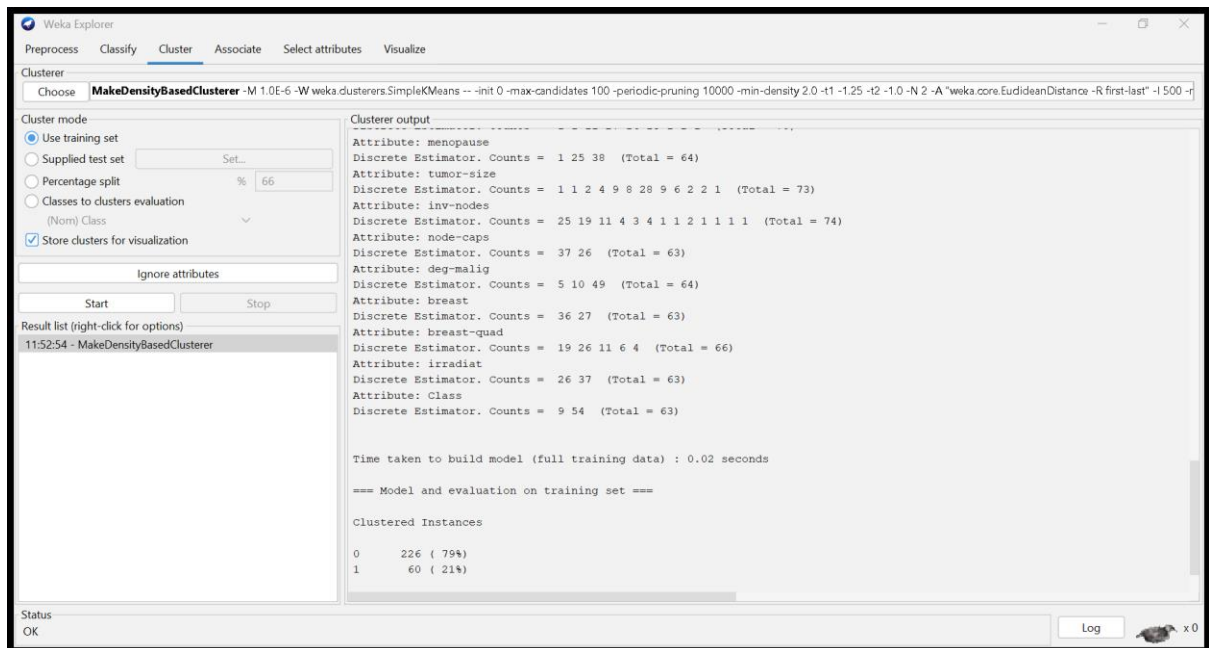 Weka Explorer
Preprocess Classify Cluster Associate Select attributes Visualize
Clusterer
Choose MakeDensityBasedClusterer -M 1.0E-6 -W weka.clusterers.SimpleKMeans -- -init 0 -max-candidates 100 -periodic-pruning 10000 -min-density 2.0 -t1 -1.25 -t2 -1.0 -N 2 -A "weka.core.EuclideanDistance -R first-last" -I 500
Cluster mode
Use training set
Supplied test set Set...
Percentage split % 66
Classes to clusters evaluation
(Nom) Class
Store clusters for visualization
Ignore attributes
Start Stop
Result list (right-click for options)
11:52:54 - MakeDensityBasedClusterer
Clusterer output
Attribute: menopause
Discrete Estimator. Counts = 1 25 38 (Total = 64)
Attribute: tumor-size
Discrete Estimator. Counts = 1 1 2 4 9 8 28 9 6 2 2 1 (Total = 73)
Attribute: inv-nodes
Discrete Estimator. Counts = 25 19 11 4 3 4 1 1 2 1 1 1 1 (Total = 74)
Attribute: node-caps
Discrete Estimator. Counts = 37 26 (Total = 63)
Attribute: deg-malig
Discrete Estimator. Counts = 5 10 49 (Total = 64)
Attribute: breast
Discrete Estimator. Counts = 36 27 (Total = 63)
Attribute: breast-quad
Discrete Estimator. Counts = 19 26 11 6 4 (Total = 66)
Attribute: irradiat
Discrete Estimator. Counts = 26 37 (Total = 63)
Attribute: Class
Discrete Estimator. Counts = 9 54 (Total = 63)
Time taken to build model (full training data) : 0.02 seconds
=== Model and evaluation on training set ===
Clustered Instances
0 226 ( 79%)
1 60 ( 21%)
Status
OK
Log x 0